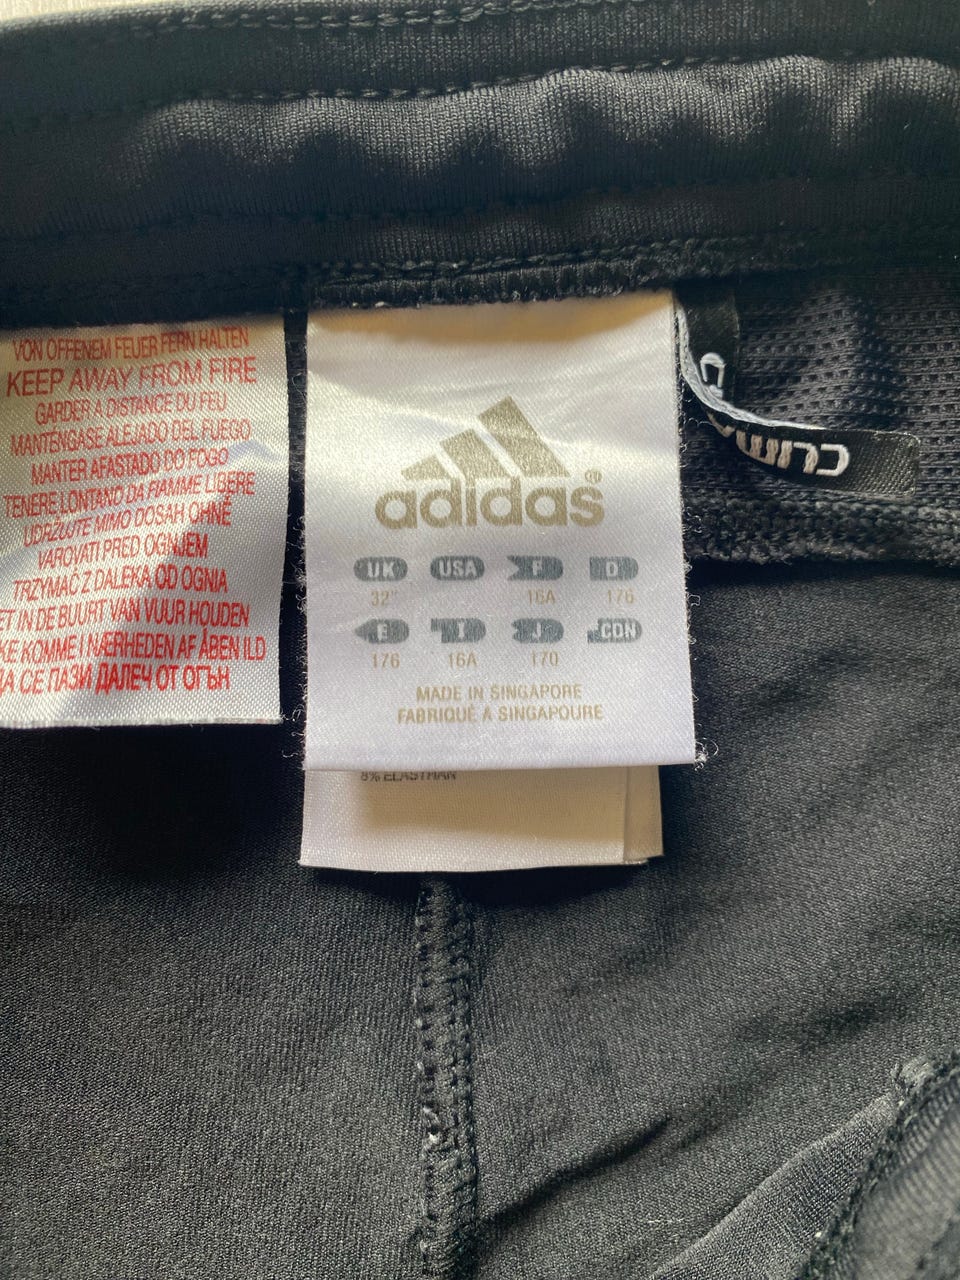 VON OFFENEM FEUER FERN HALTEN
KEEP AWAY FROM FIRE
GARDER A DISTANCE DU FEU
MANTENGASE ALEJADO DEL FUEGO
MANTER AFASTADO DO FOGO
TENERE LONTANO DA FIAMME LIBERE
UDRŽUJTE MIMO DOSAH OHNĚ
VAROVATI PRED OGNJEM
TRZYMAĆ Z DALEKA OD OGNIA
ET IN DE BUURT VAN VUUR HOUDEN
KE KOMME I NÆRHEDEN AF ÅBEN ILD
ДА СЕ ПАЗИ ДАЛЕЧ ОТ ОГЪН
adidas®
UK USA F D
32" 16A 176
E I J CDN
176 16A 170
MADE IN SINGAPORE
FABRIQUÉ A SINGAPOURE
8% ELASTHAN